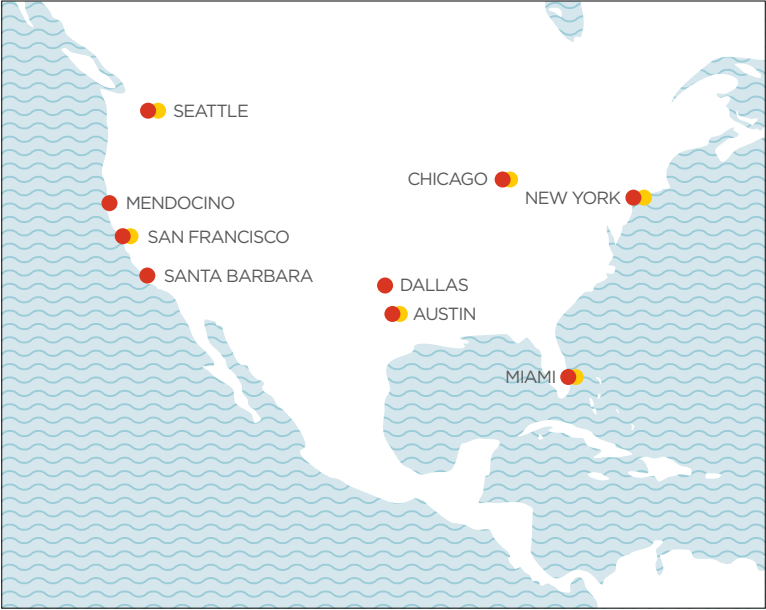 SEATTLE
CHICAGO
NEW YORK
MENDOCINO
SAN FRANCISCO
SANTA BARBARA
DALLAS
AUSTIN
MIAMI